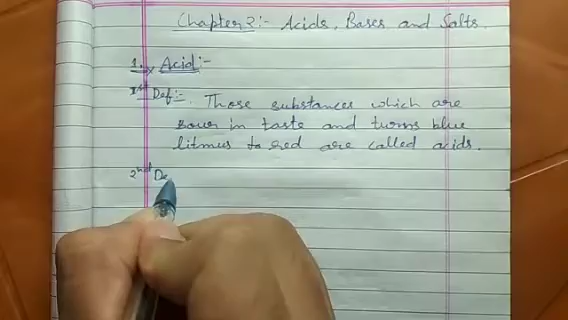 Chapter 2:- Acids, Bases and Salts.
1. Acid:-
1st Def:- Those substances which are
sour in taste and turns blue
litmus to red are called acids.
2nd De